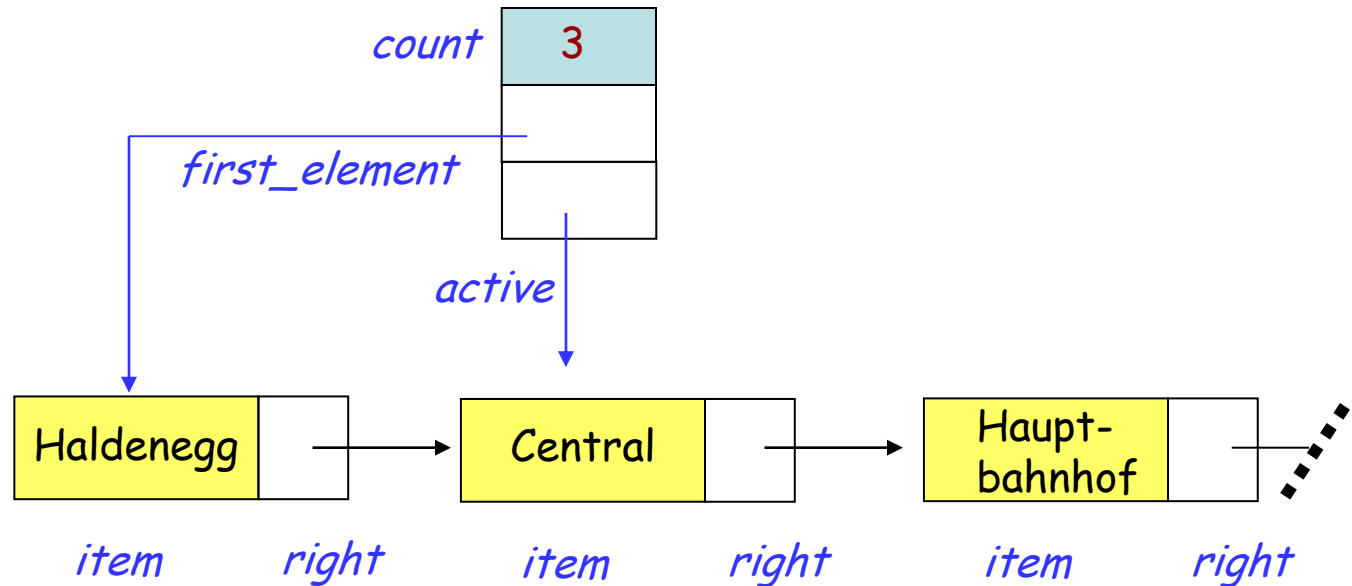 count 3
first_element
active
Haldenegg Central Haupt-
bahnhof
item right item right item right